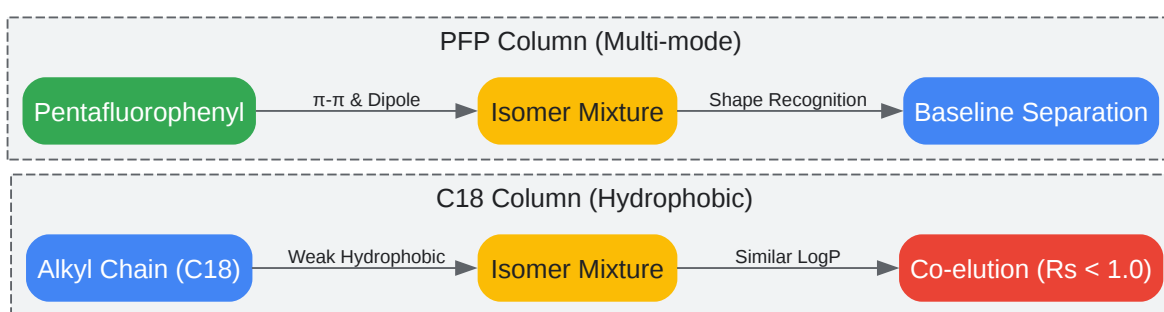 PFP Column (Multi-mode)
Pentafluorophenyl
π-π & Dipole
Isomer Mixture
Shape Recognition
Baseline Separation
C18 Column (Hydrophobic)
Alkyl Chain (C18)
Weak Hydrophobic
Isomer Mixture
Similar LogP
Co-elution (Rs < 1.0)